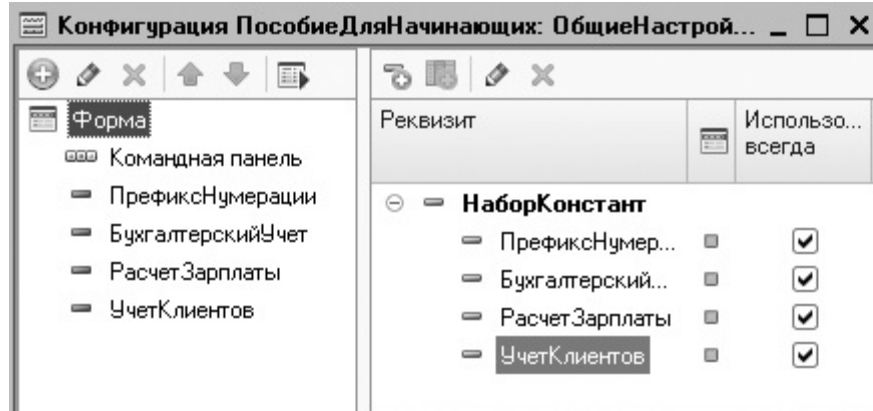 Конфигурация ПособиеДляНачинающих: ОбщиеНастрой...
Форма
Командная панель
ПрефиксНумерации
БухгалтерскийУчет
РасчетЗарплаты
УчетКлиентов
Реквизит
Использо...
всегда
НаборКонстант
ПрефиксНумер...
Бухгалтерский...
РасчетЗарплаты
УчетКлиентов